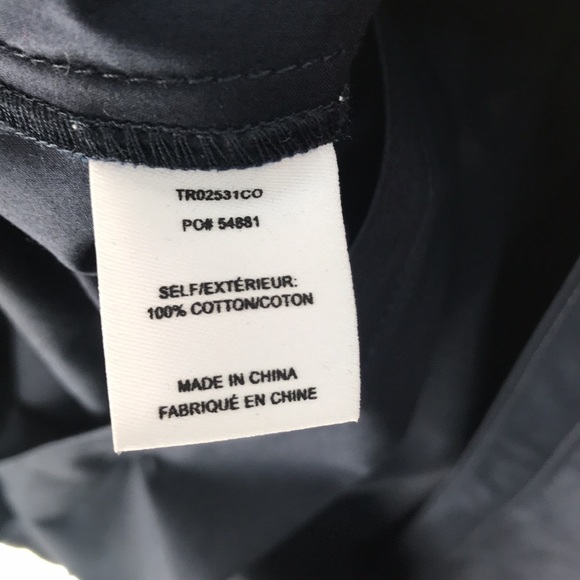 TR02531CO
PO# 54881
SELF/EXTÉRIEUR:
100% COTTON/COTON
MADE IN CHINA
FABRIQUÉ EN CHINE